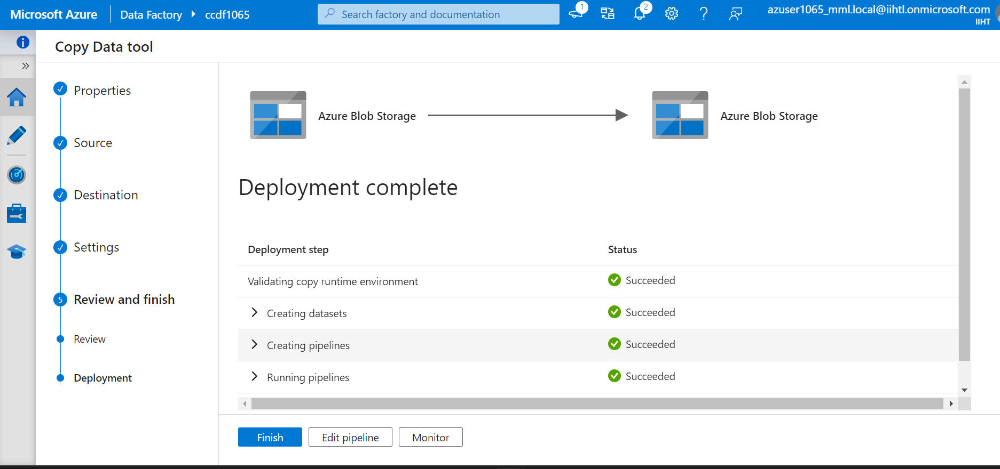 Microsoft Azure
Data Factory
ccdf1065
Search factory and documentation
1
2
azuser1065_mml.local@iihtl.onmicrosoft.com
IIHT
Copy Data tool
Properties
Source
Destination
Settings
5
Review and finish
Review
Deployment
Azure Blob Storage
Azure Blob Storage
Deployment complete
Deployment step Status
Validating copy runtime environment Succeeded
Creating datasets Succeeded
Creating pipelines Succeeded
Running pipelines Succeeded
Finish
Edit pipeline
Monitor